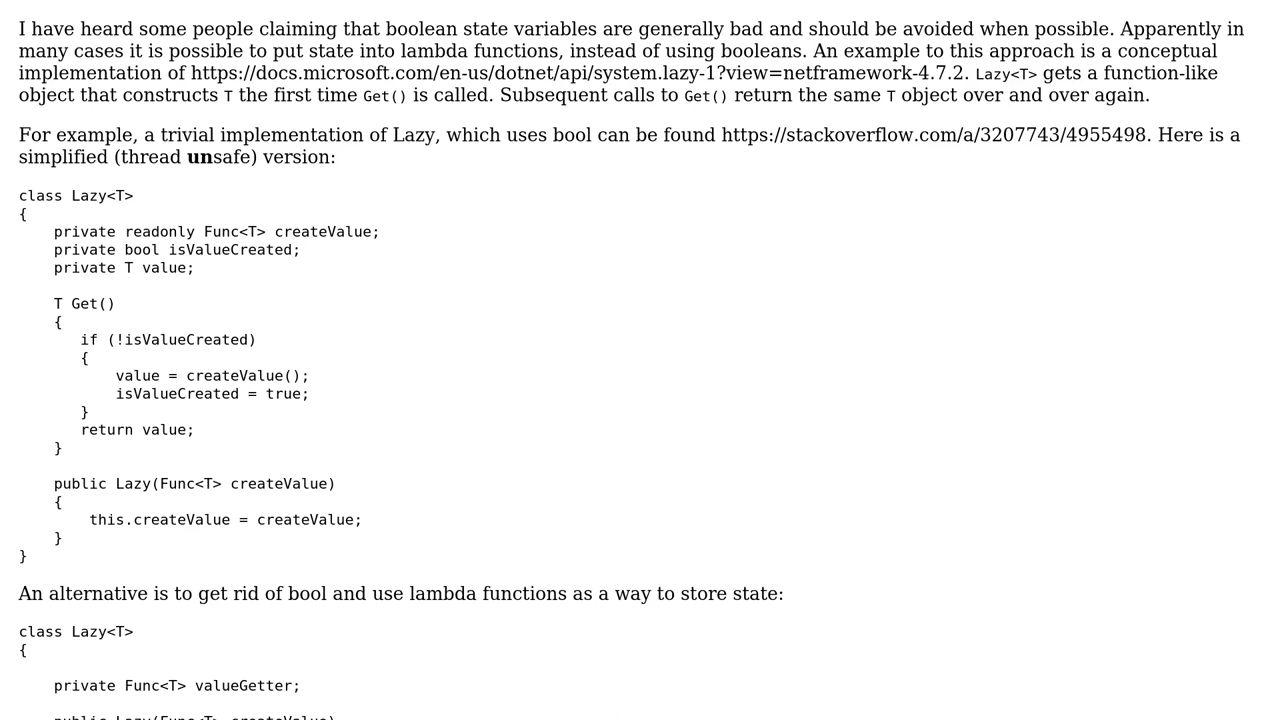 I have heard some people claiming that boolean state variables are generally bad and should be avoided when possible. Apparently in
many cases it is possible to put state into lambda functions, instead of using booleans. An example to this approach is a conceptual
implementation of https://docs.microsoft.com/en-us/dotnet/api/system.lazy-1?view=netframework-4.7.2. Lazy<T> gets a function-like
object that constructs T the first time Get() is called. Subsequent calls to Get() return the same T object over and over again.
For example, a trivial implementation of Lazy, which uses bool can be found https://stackoverflow.com/a/3207743/4955498. Here is a
simplified (thread unsafe) version:
class Lazy<T>
{
    private readonly Func<T> createValue;
    private bool isValueCreated;
    private T value;
    T Get()
    {
       if (!isValueCreated)
       {
           value = createValue();
           isValueCreated = true;
       }
       return value;
    }
    public Lazy(Func<T> createValue)
    {
        this.createValue = createValue;
    }
}
An alternative is to get rid of bool and use lambda functions as a way to store state:
class Lazy<T>
{
    private Func<T> valueGetter;
    public Lazy(Func<T> createValue)